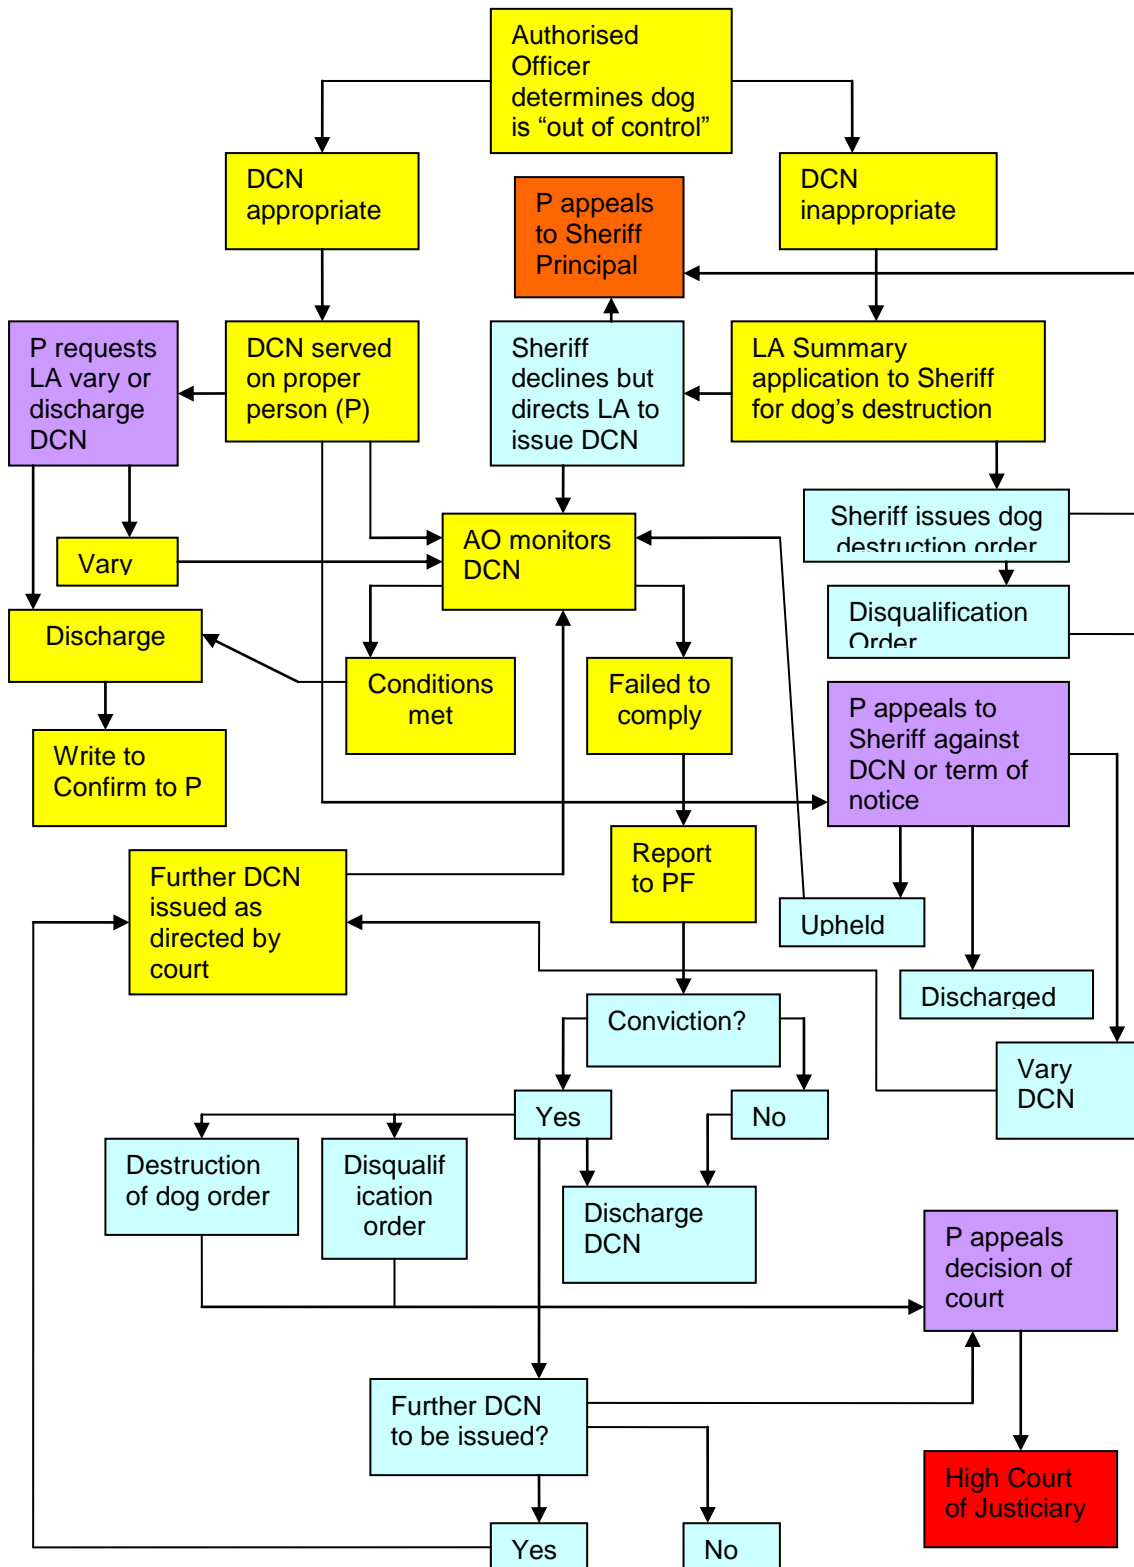 Authorised
Officer
determines dog
is “out of control”
DCN
appropriate
DCN
inappropriate
P appeals
to Sheriff
Principal
P requests
LA vary or
discharge
DCN
DCN served
on proper
person (P)
Sheriff
declines but
directs LA to
issue DCN
LA Summary
application to Sheriff
for dog’s destruction
Sheriff issues dog
destruction order
Vary
AO monitors
DCN
Disqualification
Order
Discharge
Conditions
met
Failed to
comply
P appeals to
Sheriff against
DCN or term of
notice
Write to
Confirm to P
Further DCN
issued as
directed by
court
Report
to PF
Upheld
Discharged
Conviction?
Vary
DCN
Yes
No
Destruction
of dog order
Disqualif
ication
order
Discharge
DCN
P appeals
decision of
court
Further DCN
to be issued?
High Court
of Justiciary
Yes
No